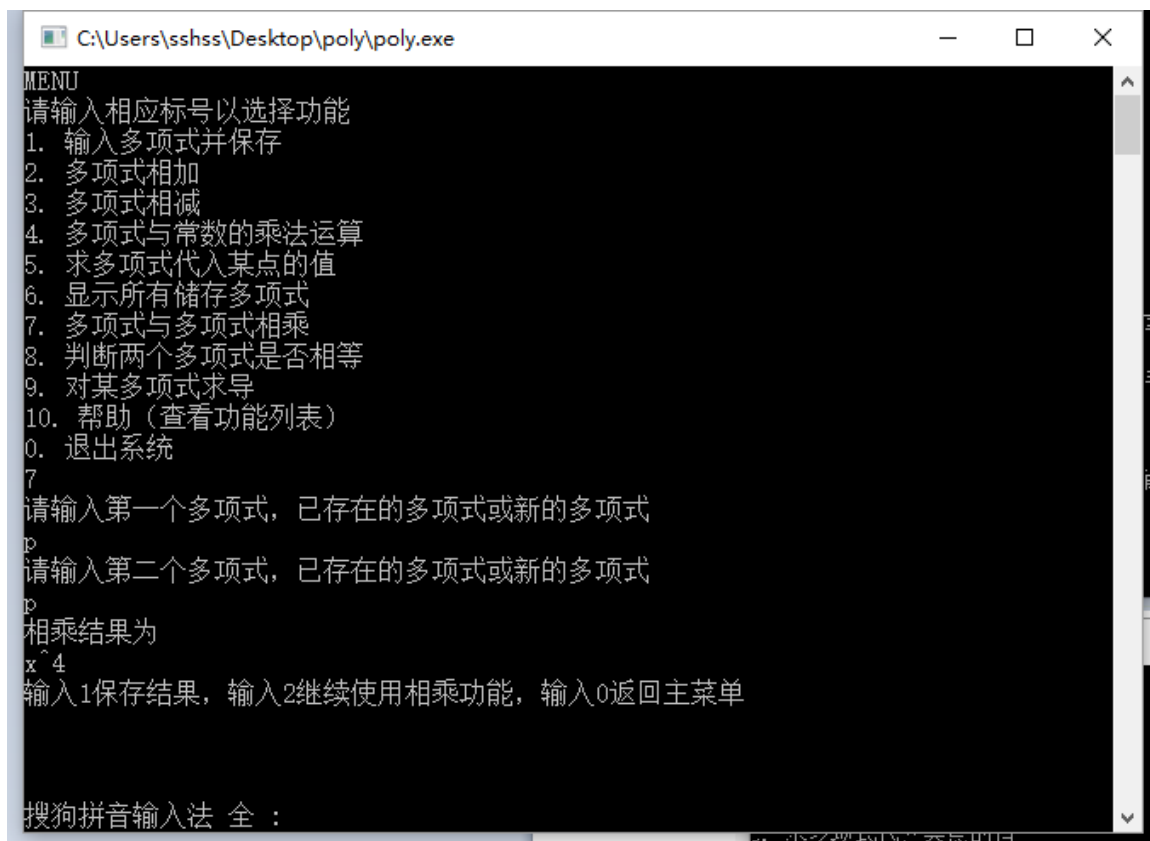 C:\Users\sshss\Desktop\poly\poly.exe
MENU
请输入相应标号以选择功能
1. 输入多项式并保存
2. 多项式相加
3. 多项式相减
4. 多项式与常数的乘法运算
5. 求多项式代入某点的值
6. 显示所有储存多项式
7. 多项式与多项式相乘
8. 判断两个多项式是否相等
9. 对某多项式求导
10. 帮助（查看功能列表）
0. 退出系统
7
请输入第一个多项式，已存在的多项式或新的多项式
p
请输入第二个多项式，已存在的多项式或新的多项式
p
相乘结果为
x^4
输入1保存结果，输入2继续使用相乘功能，输入0返回主菜单
搜狗拼音输入法 全 :